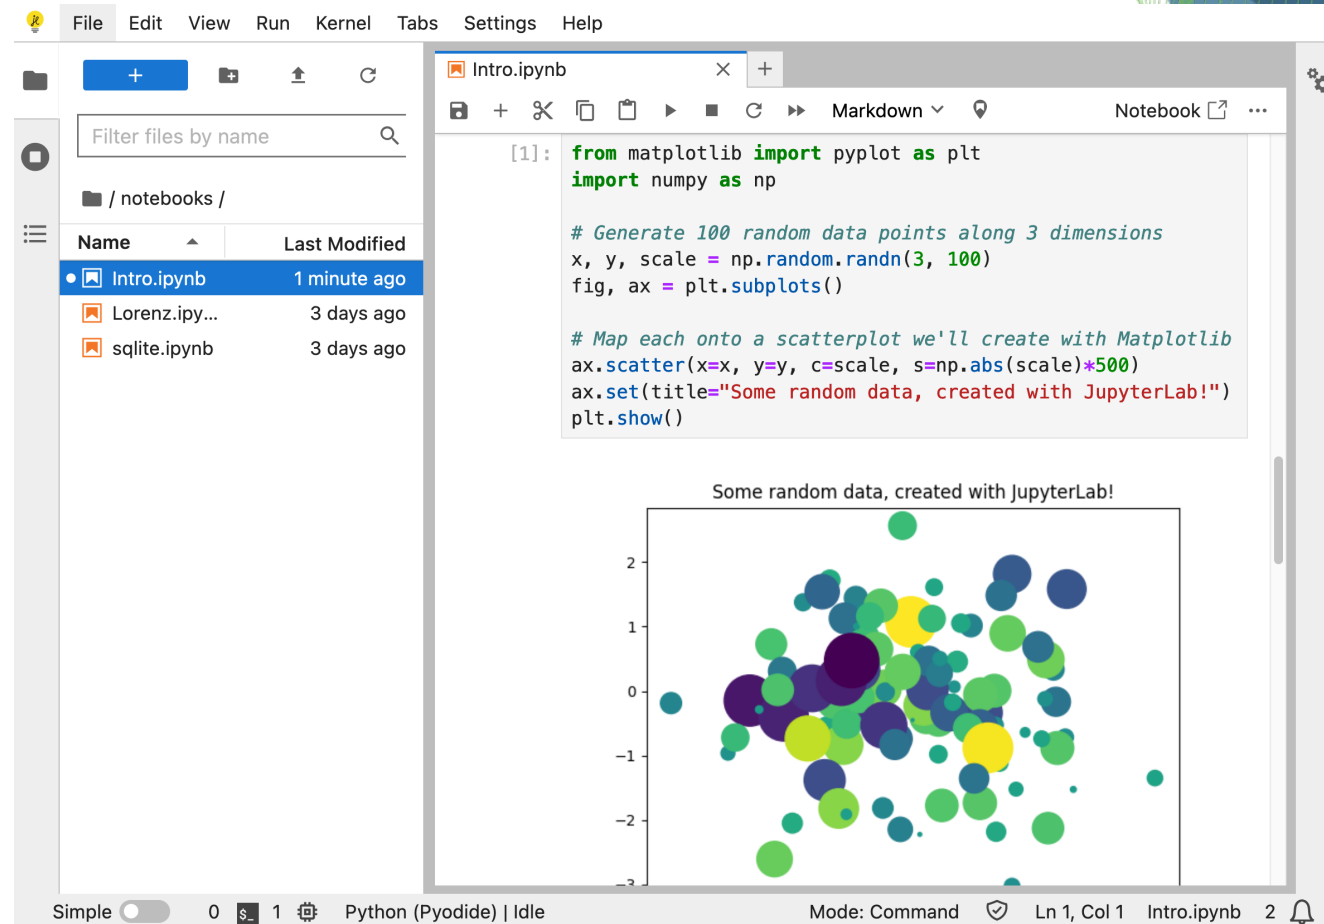 File Edit View Run Kernel Tabs Settings Help
+
Filter files by name
/ notebooks /
Name Last Modified
Intro.ipynb 1 minute ago
Lorenz.ipy... 3 days ago
sqlite.ipynb 3 days ago
Intro.ipynb
Markdown Notebook
[1]: from matplotlib import pyplot as plt
import numpy as np
# Generate 100 random data points along 3 dimensions
x, y, scale = np.random.randn(3, 100)
fig, ax = plt.subplots()
# Map each onto a scatterplot we'll create with Matplotlib
ax.scatter(x=x, y=y, c=scale, s=np.abs(scale)*500)
ax.set(title="Some random data, created with JupyterLab!")
plt.show()
Some random data, created with JupyterLab!
2
1
0
−1
−2
−3
Simple 0 $_ 1 Python (Pyodide) | Idle Mode: Command Ln 1, Col 1 Intro.ipynb 2